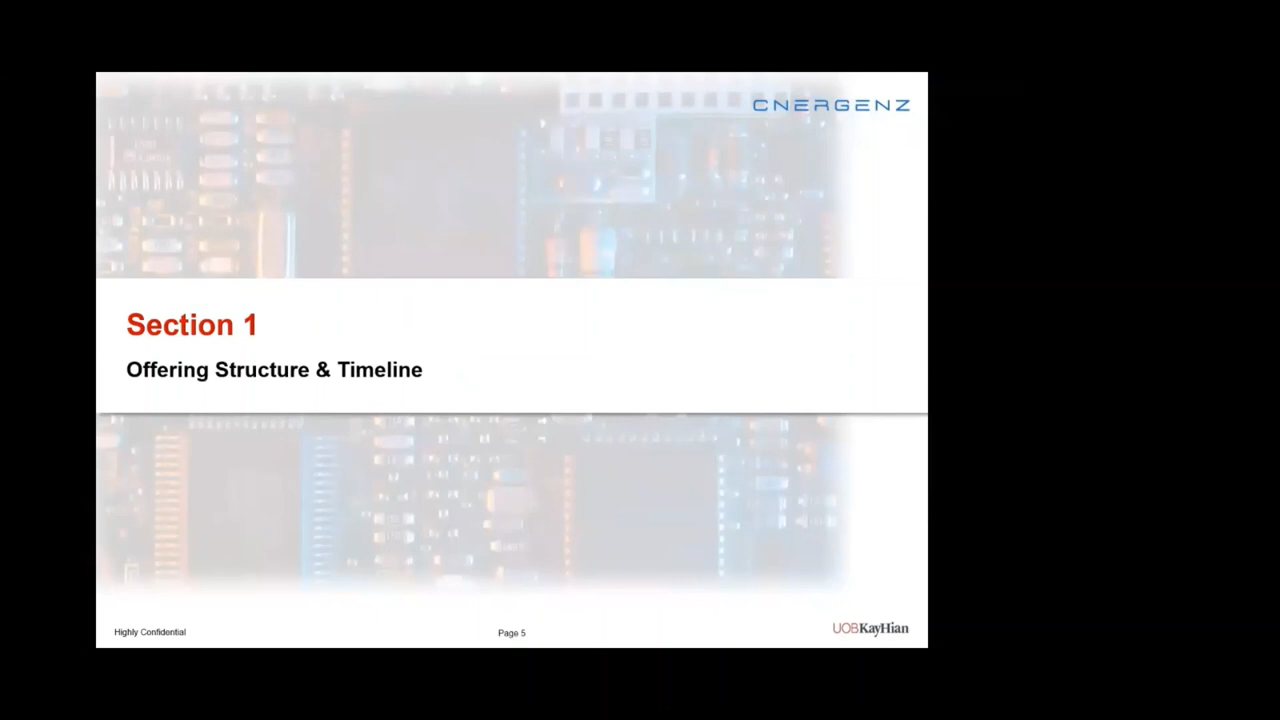 CNERGENZ
Section 1
Offering Structure & Timeline
Highly Confidential
Page 5
UOBKayHian